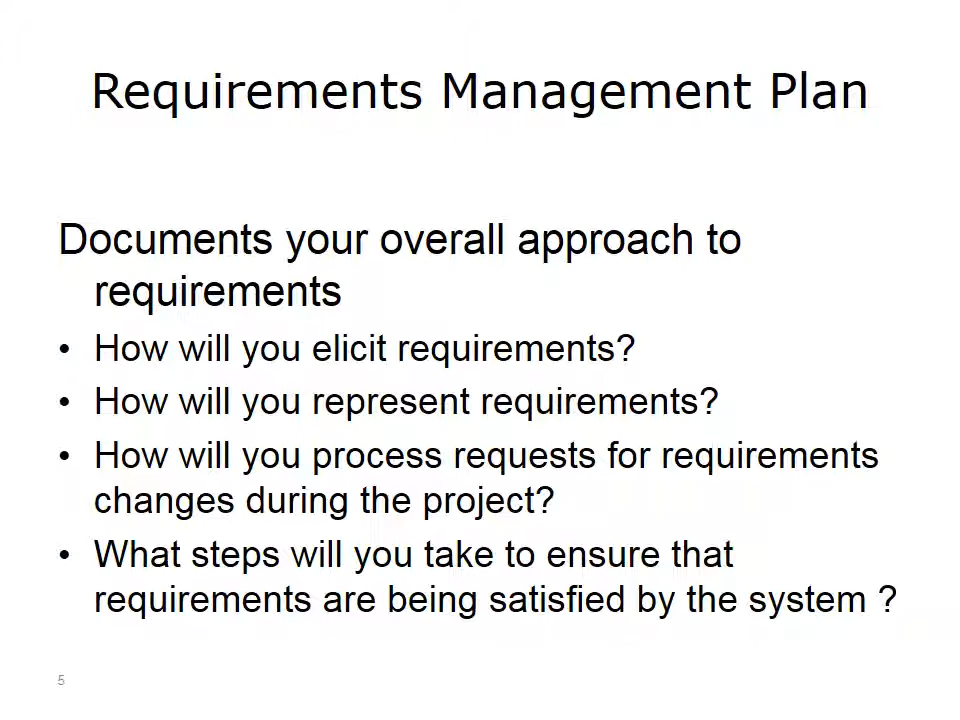 Requirements Management Plan
Documents your overall approach to
requirements
• How will you elicit requirements?
• How will you represent requirements?
• How will you process requests for requirements
changes during the project?
• What steps will you take to ensure that
requirements are being satisfied by the system ?
5